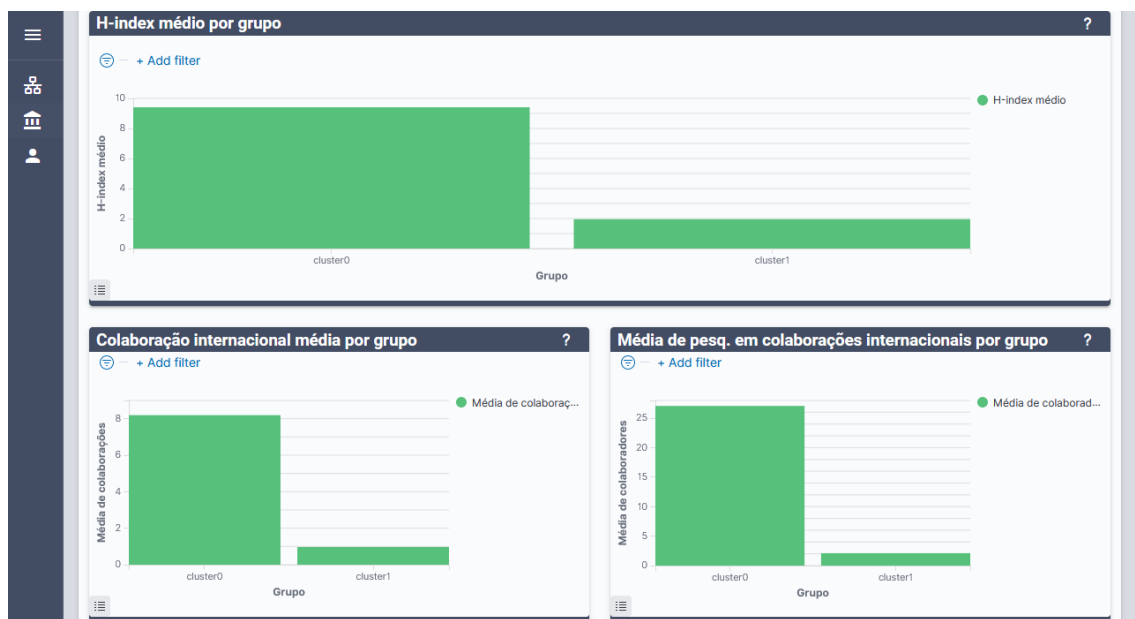 H-index médio por grupo ?
+ Add filter
10
8
6
4
2
0
H-index médio
cluster0
cluster1
Grupo
H-index médio
Colaboração internacional média por grupo ?
+ Add filter
8
6
4
2
0
Média de colaborações
cluster0
cluster1
Grupo
Média de colaboraç...
Média de pesq. em colaborações internacionais por grupo ?
+ Add filter
25
20
15
10
5
0
Média de colaboradores
cluster0
cluster1
Grupo
Média de colaborad...